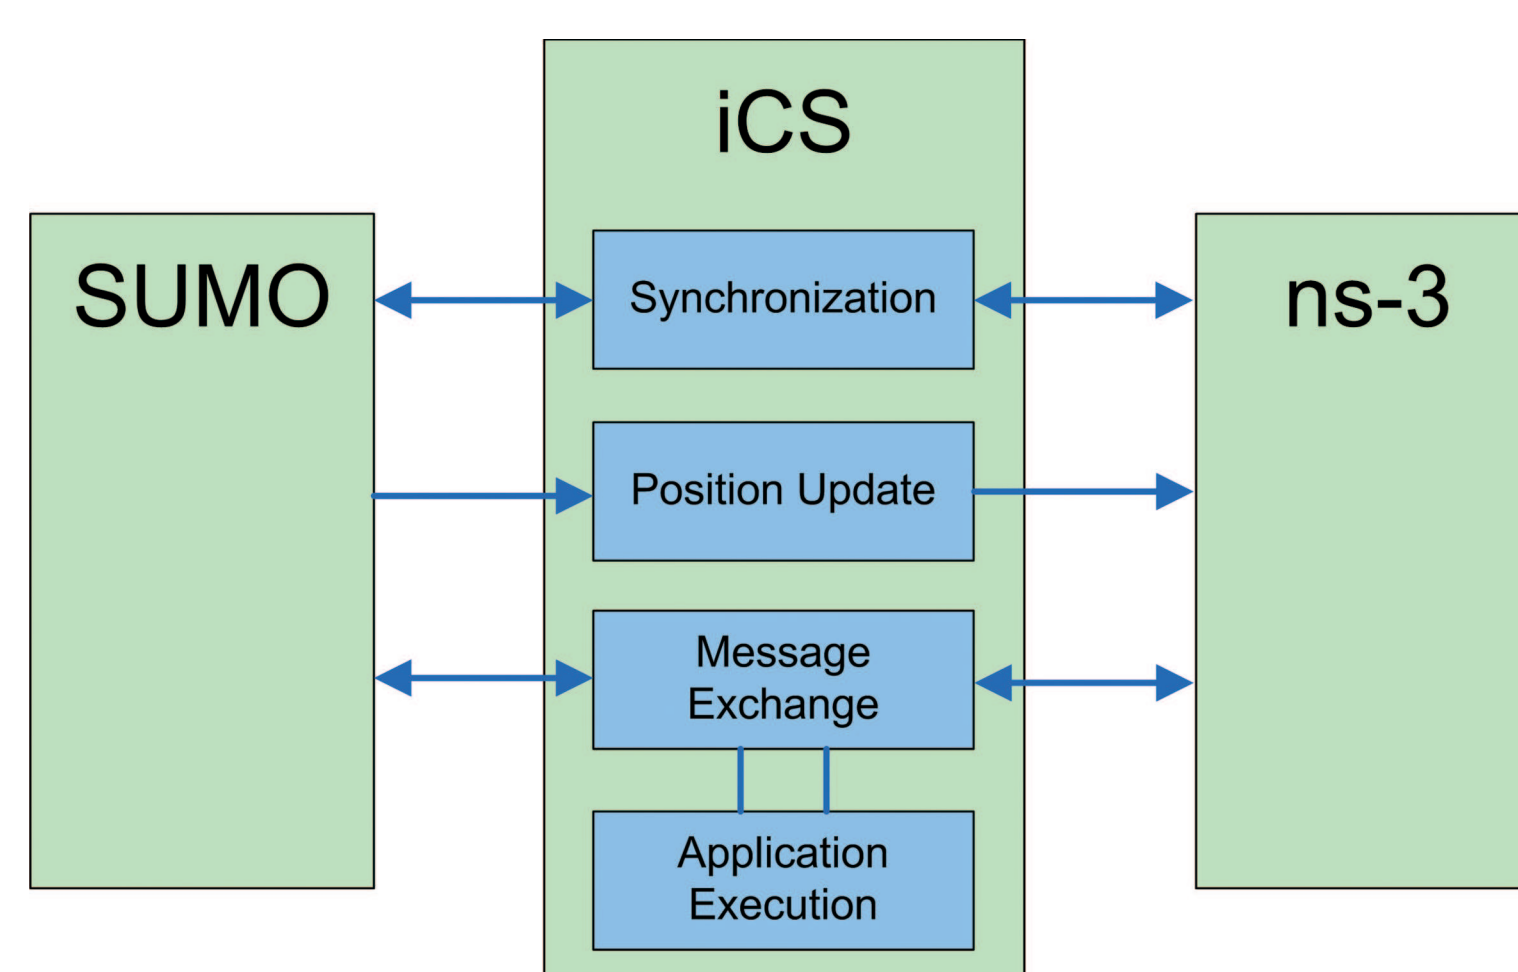 iCS
SUMO
ns-3
Synchronization
Position Update
Message
Exchange
Application
Execution